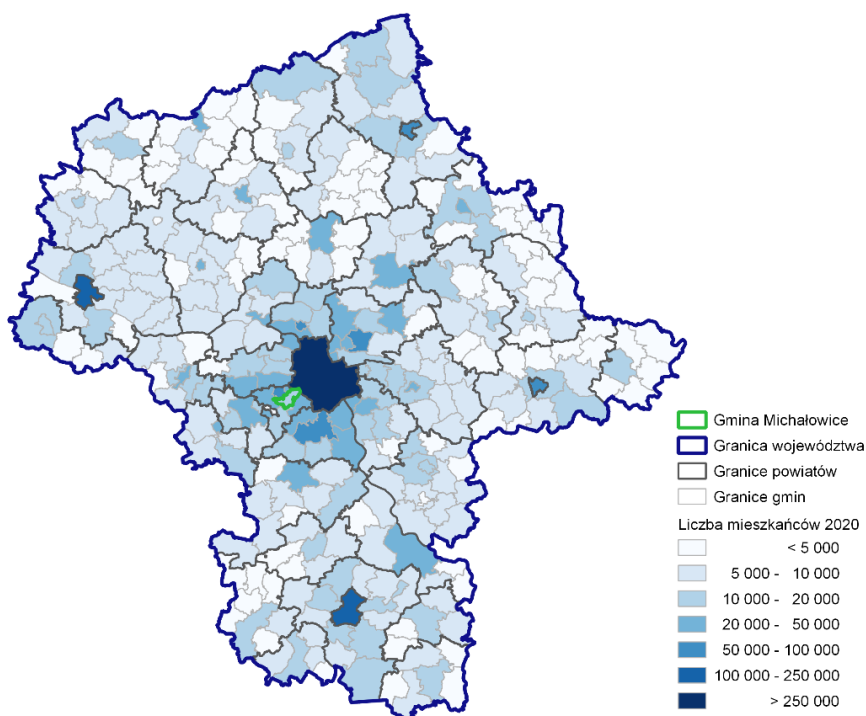 Gmina Michałowice
Granica województwa
Granice powiatów
Granice gmin
Liczba mieszkańców 2020
< 5 000
5 000 - 10 000
10 000 - 20 000
20 000 - 50 000
50 000 - 100 000
100 000 - 250 000
> 250 000